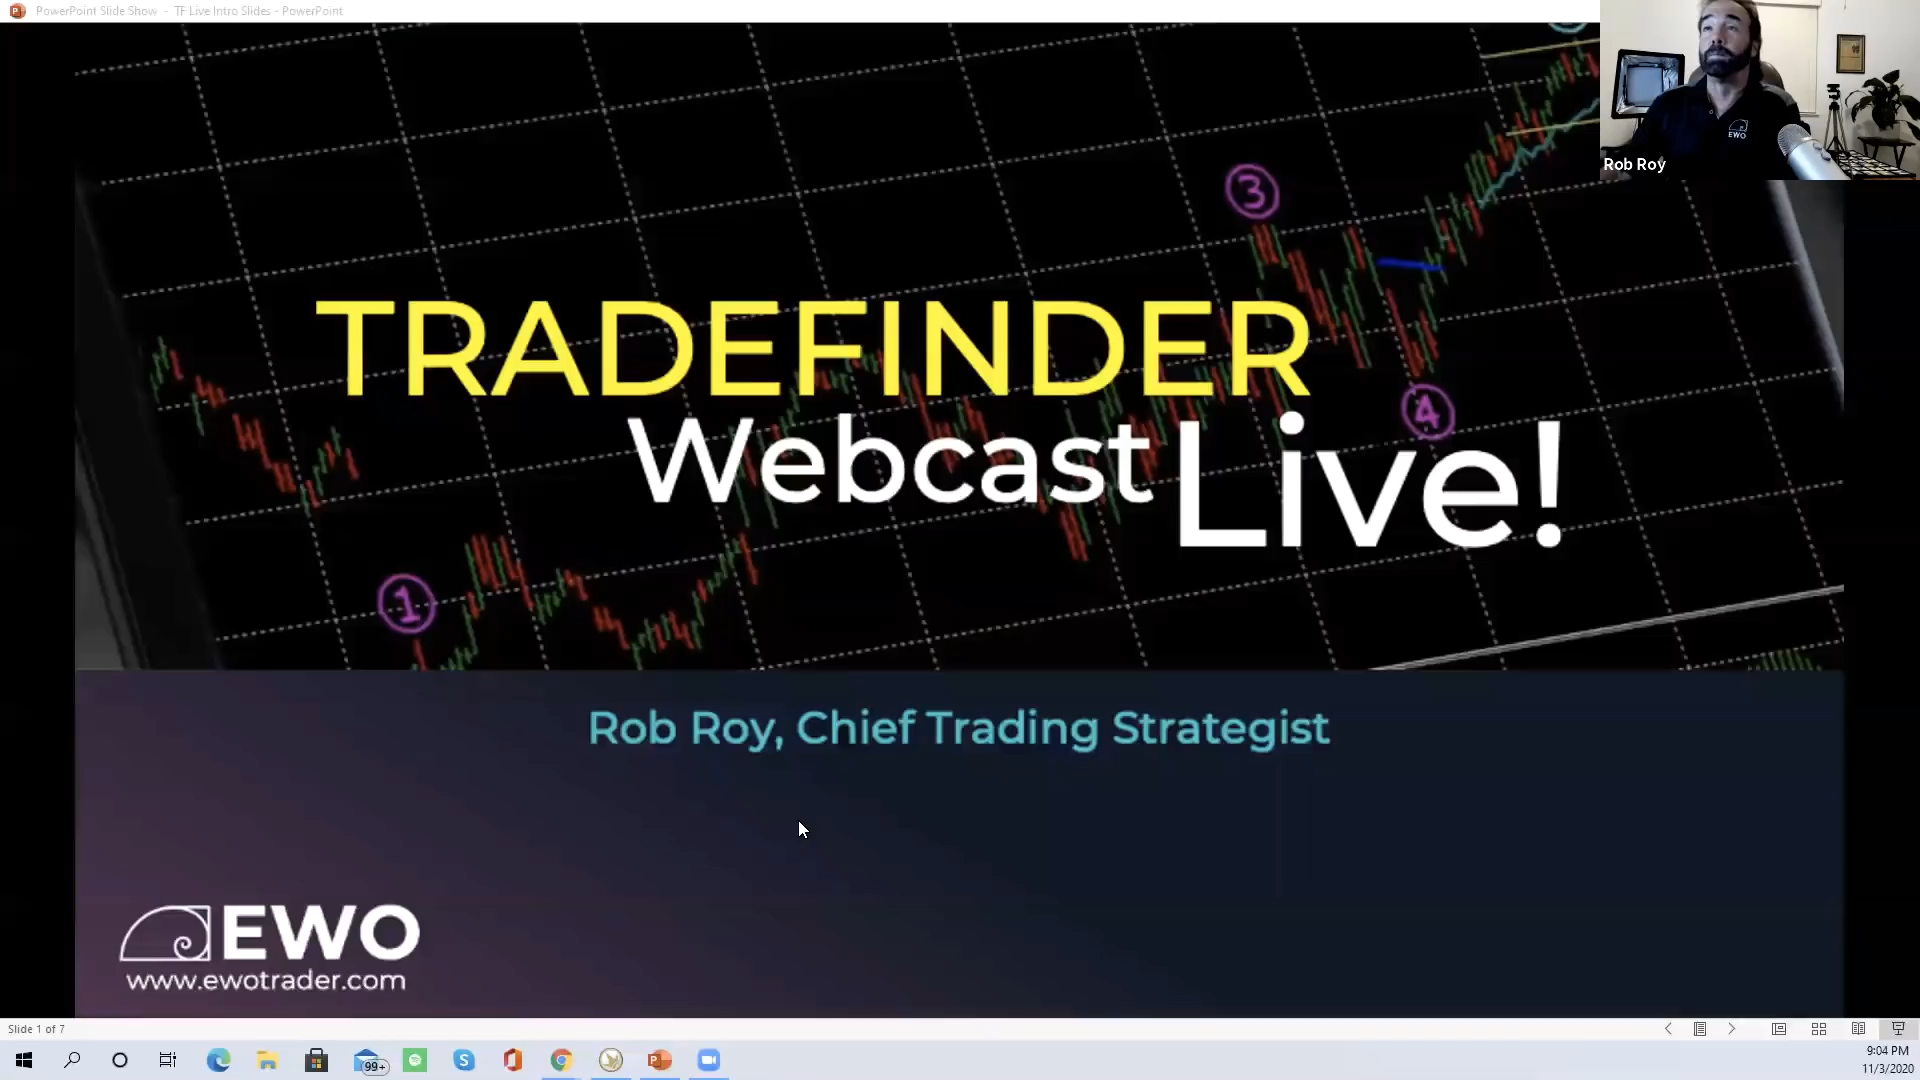 PowerPoint Slide Show - TF Live Intro Slides - PowerPoint
EWO
Rob Roy
3
TRADEFINDER
4
Webcast Live!
1
Rob Roy, Chief Trading Strategist
EWO
www.ewotrader.com
Slide 1 of 7
99+
9:04 PM
11/3/2020